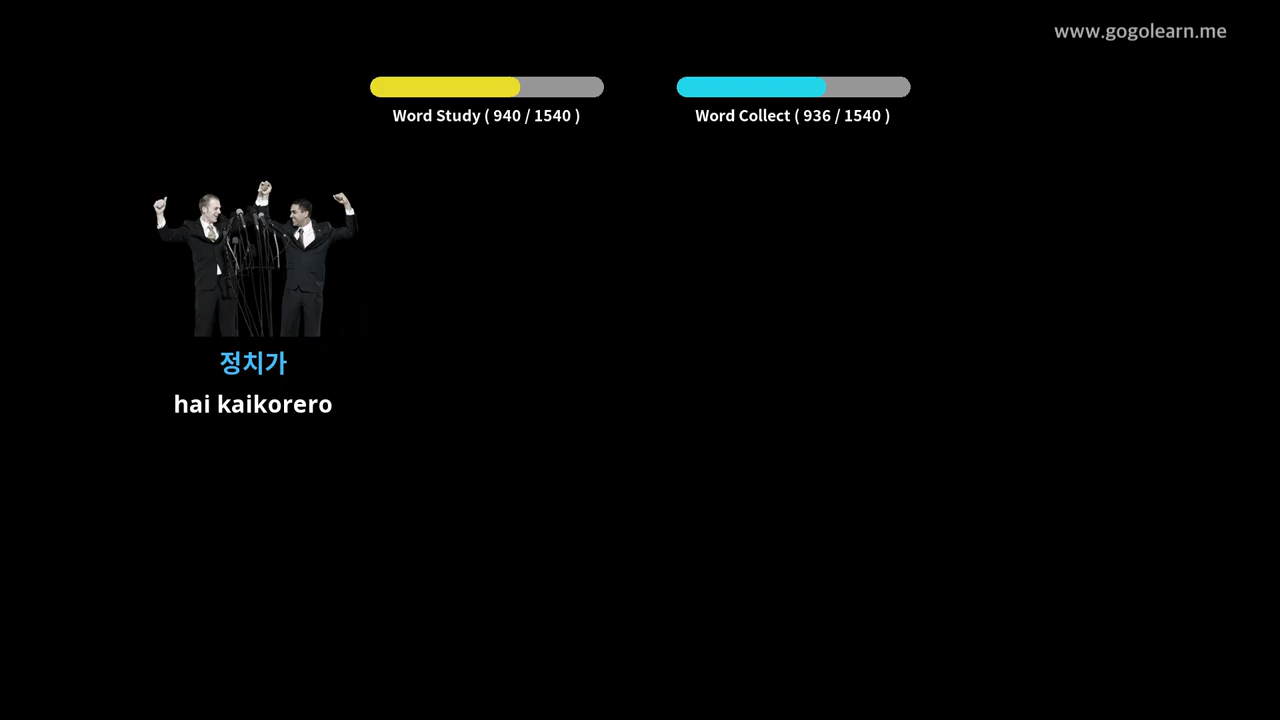 www.gogolearn.me
Word Study ( 940 / 1540 )
Word Collect ( 936 / 1540 )
정치가
hai kaikorero